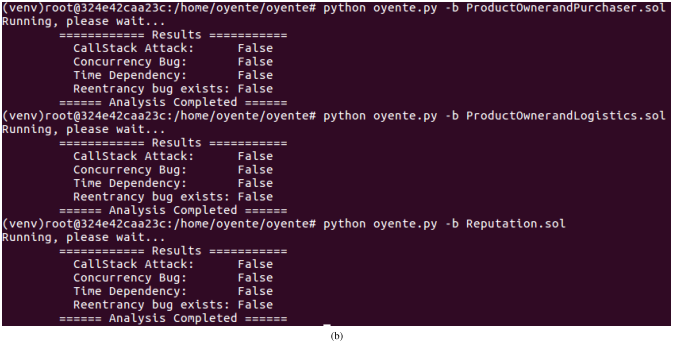 (venv)root@324e42caa23c:/home/oyente/oyente# python oyente.py -b ProductOwnerandPurchaser.sol
Running, please wait...
============ Results ===========
CallStack Attack: False
Concurrency Bug: False
Time Dependency: False
Reentrancy bug exists: False
====== Analysis Completed ======
(venv)root@324e42caa23c:/home/oyente/oyente# python oyente.py -b ProductOwnerandLogistics.sol
Running, please wait...
============ Results ===========
CallStack Attack: False
Concurrency Bug: False
Time Dependency: False
Reentrancy bug exists: False
====== Analysis Completed ======
(venv)root@324e42caa23c:/home/oyente/oyente# python oyente.py -b Reputation.sol
Running, please wait...
============ Results ===========
CallStack Attack: False
Concurrency Bug: False
Time Dependency: False
Reentrancy bug exists: False
====== Analysis Completed ======
(b)